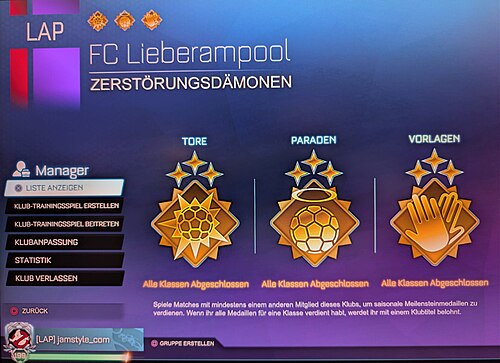 LAP
FC Lieberampool
ZERSTÖRUNGSDÄMONEN
TORE
PARADEN
VORLAGEN
Manager
LISTE ANZEIGEN
KLUB-TRAININGSSPIEL ERSTELLEN
KLUB-TRAININGSSPIEL BEITRETEN
KLUBANPASSUNG
STATISTIK
KLUB VERLASSEN
Alle Klassen Abgeschlossen
Alle Klassen Abgeschlossen
Alle Klassen Abgeschlossen
Spiele Matches mit mindestens einem anderen Mitglied dieses Klubs, um saisonale Meilensteinmedaillen zu
verdienen. Wenn ihr alle Medaillen für eine Klasse verdient habt, werdet ihr mit einem Klubtitel belohnt.
ZURÜCK
[LAP] jamstyle_com
GRUPPE ERSTELLEN